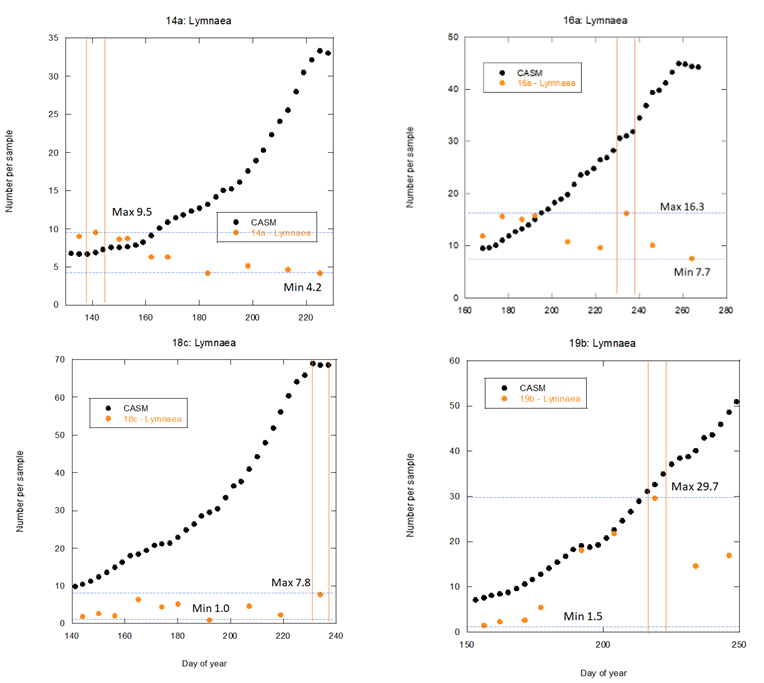 14a: Lymnaea
35
30
25
20
15
10
5
0
Number per sample
Max 9.5
CASM
14a - Lymnaea
Min 4.2
140 160 180 200 220
16a: Lymnaea
50
40
30
20
10
0
Number per sample
CASM
16a - Lymnaea
Max 16.3
Min 7.7
160 180 200 220 240 260 280
18c: Lymnaea
70
60
50
40
30
20
10
0
Number per sample
CASM
18c - Lymnaea
Max 7.8
Min 1.0
140 160 180 200 220 240
Day of year
19b: Lymnaea
60
50
40
30
20
10
0
Number per sample
CASM
19b - Lymnaea
Max 29.7
Min 1.5
150 200 250
Day of year